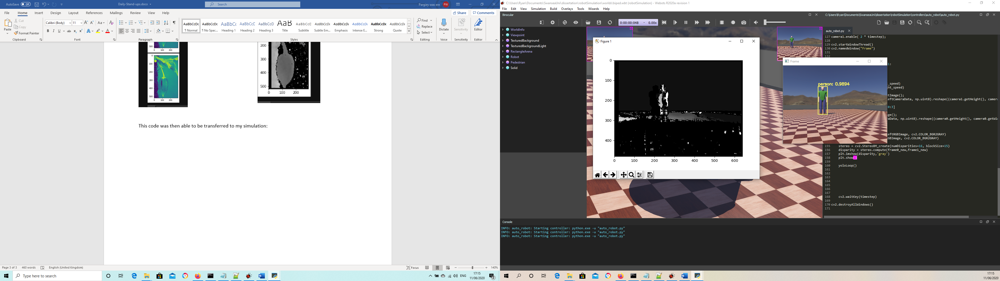 AutoSave Off Daily-Stand-ups.docx Search Pargiey was ere PW
File Home Insert Design Layout References Mailings Review View Help Share Comments
Paste Cut Copy Format Painter
Calibri (Body) 11
AaBbCcDc AaBbCcDc AaBbC( AaBbCcE AaBbCcD AaB AaBbCcD AaBbCcDc AaBbCcDc AaBbCcDc AaBbCcDc AaBbCcDc
¶ Normal ¶ No Spac... Heading 1 Heading 2 Heading 3 Title Subtitle Subtle Em... Emphasis Intense E... Strong Quote
Find Replace Select
Dictate Sensitivity Editor
Clipboard Font Paragraph Styles Editing Voice Sensitivity Editor
500
0 100 200
0
100
200
300
400
500
0 100 200
200
300
400
500
0 100 200
This code was then able to be transferred to my simulation:
Page 3 of 3 460 words English (United Kingdom) Focus 140%
Type here to search
ENG 17:15 11/06/2020 2
C:\Users\Ryan\Documents\SwanseaUni\dissertation\robotSimulation\worlds\biped.wbt (robotSimulation) - Webots R2020a revision 1
File Edit View Simulation Build Overlays Tools Wizards Help
Binocular
C:\Users\Ryan\Documents\SwanseaUni\dissertation\robotSimulation\controllers\auto_robot\auto_robot.py
0:00:00:048 - 0.00x
WorldInfo
Viewpoint
TexturedBackground
TexturedBackgroundLight
RectangleArena
Robot
Pedestrian
Solid
Figure 1
0
100
200
300
400
0 100 200 300 400 500 600
Frame
person: 0.9894
auto_robot.py
127 camera1.enable( 2 * timestep);
128
129 cv2.startWindowThread()
130 cv2.namedWindow("Frame")
131
132
1:
t_speed)
ht_speed)
tImage();
eftCameraData, np.uint8).reshape((camera1.getHeight(), camera
0:3]
ge();
raData, np.uint8).reshape((camera0.getHeight(), camera0.getWi
eftRGBImage, cv2.COLOR_BGR2GRAY)
GBImage, cv2.COLOR_BGR2GRAY)
155 stereo = cv2.StereoBM_create(numDisparities=16, blockSize=15)
156 disparity = stereo.compute(frame0_new,frame1_new)
157 plt.imshow(disparity,'gray')
158 plt.show()
159
160 yoloLoop()
161
162
163
164
165
166
167
168 cv2.waitKey(timestep)
169
170 cv2.destroyAllWindows()
171
Console
INFO: auto_robot: Starting controller: python.exe -u "auto_robot.py"
INFO: auto_robot: Starting controller: python.exe -u "auto_robot.py"
INFO: auto_robot: Starting controller: python.exe -u "auto_robot.py"
17:15
11/06/2020